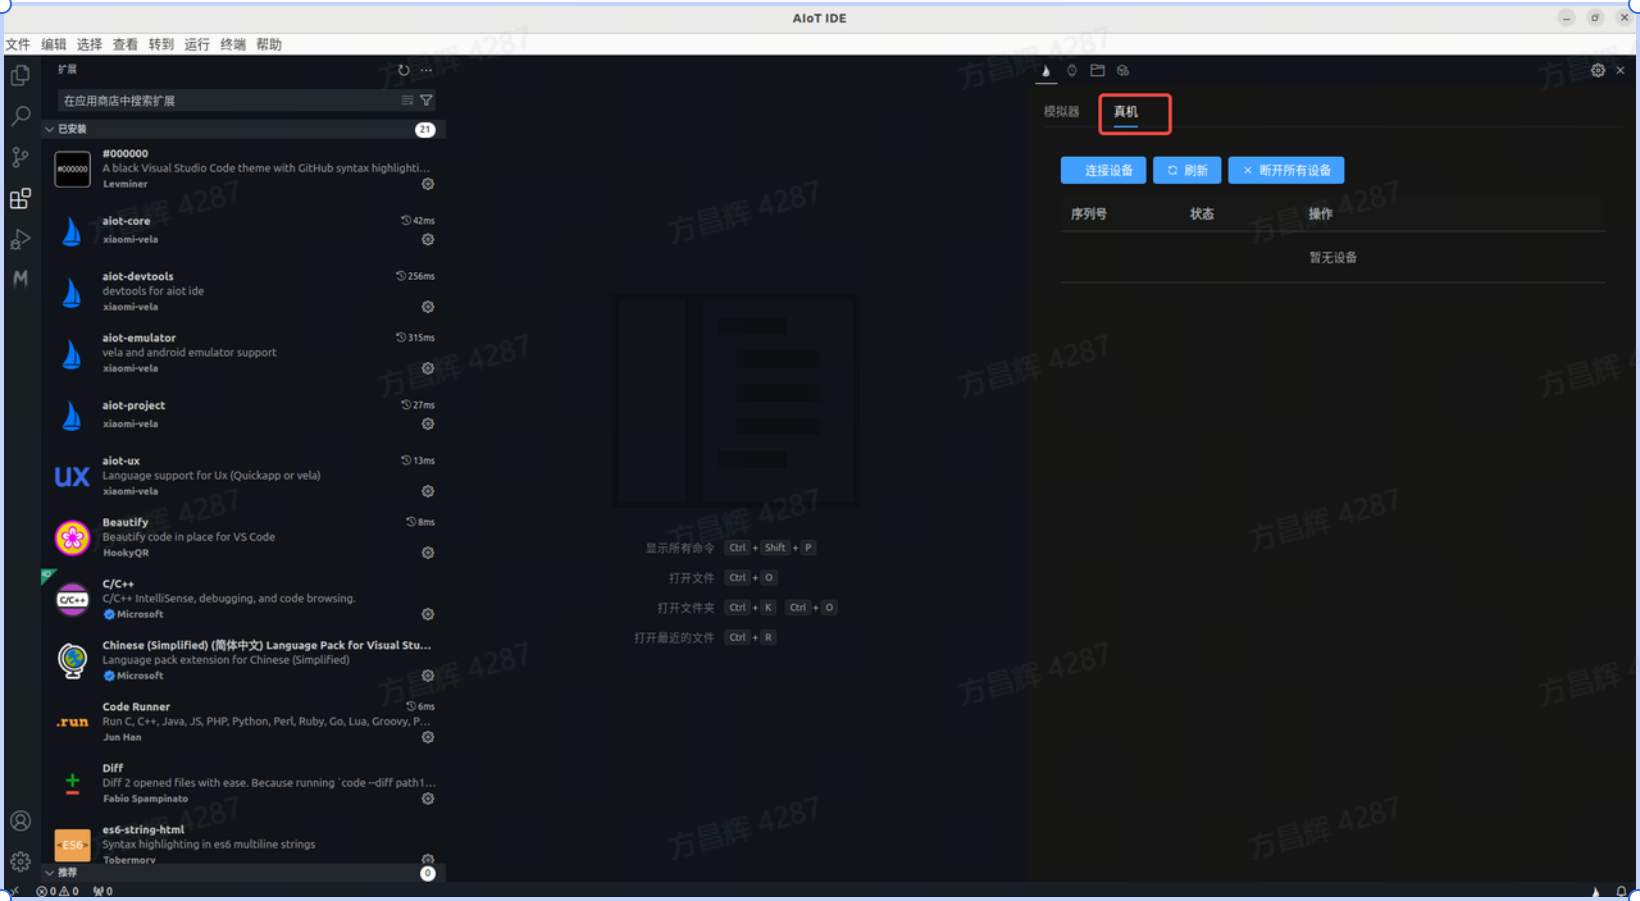 AIoT IDE
文件 编辑 选择 查看 转到 运行 终端 帮助
扩展
在应用商店中搜索扩展
已安装
21
#000000
#000000
A black Visual Studio Code theme with GitHub syntax highlighti...
Levminer
aiot-core
42ms
xiaomi-vela
aiot-devtools
256ms
devtools for aiot ide
xiaomi-vela
aiot-emulator
315ms
vela and android emulator support
xiaomi-vela
aiot-project
27ms
xiaomi-vela
UX
aiot-ux
13ms
Language support for Ux (Quickapp or vela)
xiaomi-vela
Beautify
8ms
Beautify code in place for VS Code
HookyQR
C/C++
C/C++
C/C++ IntelliSense, debugging, and code browsing.
Microsoft
Chinese (Simplified) (简体中文) Language Pack for Visual Stu...
Language pack extension for Chinese (Simplified)
Microsoft
.run
Code Runner
6ms
Run C, C++, Java, JS, PHP, Python, Perl, Ruby, Go, Lua, Groovy, P...
Jun Han
Diff
Diff 2 opened files with ease. Because running `code --diff path1...
Fabio Spampinato
<ES6>
es6-string-html
Syntax highlighting in es6 multiline strings
Tobermory
推荐
0
0 0 0
显示所有命令 Ctrl + Shift + P
打开文件 Ctrl + O
打开文件夹 Ctrl + K Ctrl + O
打开最近的文件 Ctrl + R
模拟器 真机
连接设备 刷新 断开所有设备
序列号 状态 操作
暂无设备
方昌辉 4287